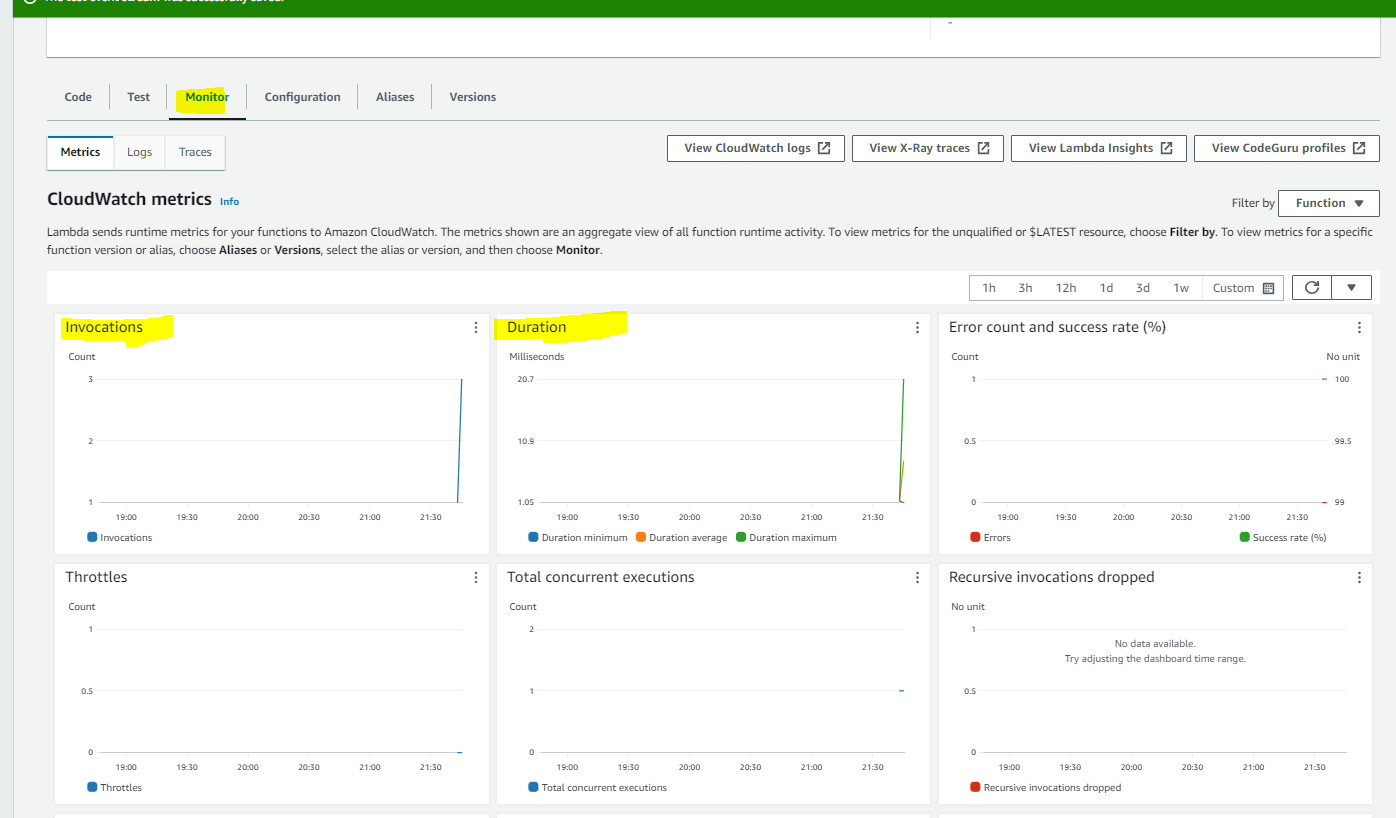 The test event stream was successfully saved.
-
Code Test Monitor Configuration Aliases Versions
Metrics Logs Traces
View CloudWatch logs View X-Ray traces View Lambda Insights View CodeGuru profiles
CloudWatch metrics Info
Filter by Function
Lambda sends runtime metrics for your functions to Amazon CloudWatch. The metrics shown are an aggregate view of all function runtime activity. To view metrics for the unqualified or $LATEST resource, choose Filter by. To view metrics for a specific
function version or alias, choose Aliases or Versions, select the alias or version, and then choose Monitor.
1h 3h 12h 1d 3d 1w Custom
Invocations
Count
3
2
1
19:00 19:30 20:00 20:30 21:00 21:30
Invocations
Duration
Milliseconds
20.7
10.9
1.05
19:00 19:30 20:00 20:30 21:00 21:30
Duration minimum Duration average Duration maximum
Error count and success rate (%)
Count No unit
1 100
0.5 99.5
0 99
19:00 19:30 20:00 20:30 21:00 21:30
Errors Success rate (%)
Throttles
Count
1
0.5
0
19:00 19:30 20:00 20:30 21:00 21:30
Throttles
Total concurrent executions
Count
2
1
0
19:00 19:30 20:00 20:30 21:00 21:30
Total concurrent executions
Recursive invocations dropped
No unit
1
No data available.
Try adjusting the dashboard time range.
0.5
0
19:00 19:30 20:00 20:30 21:00 21:30
Recursive invocations dropped